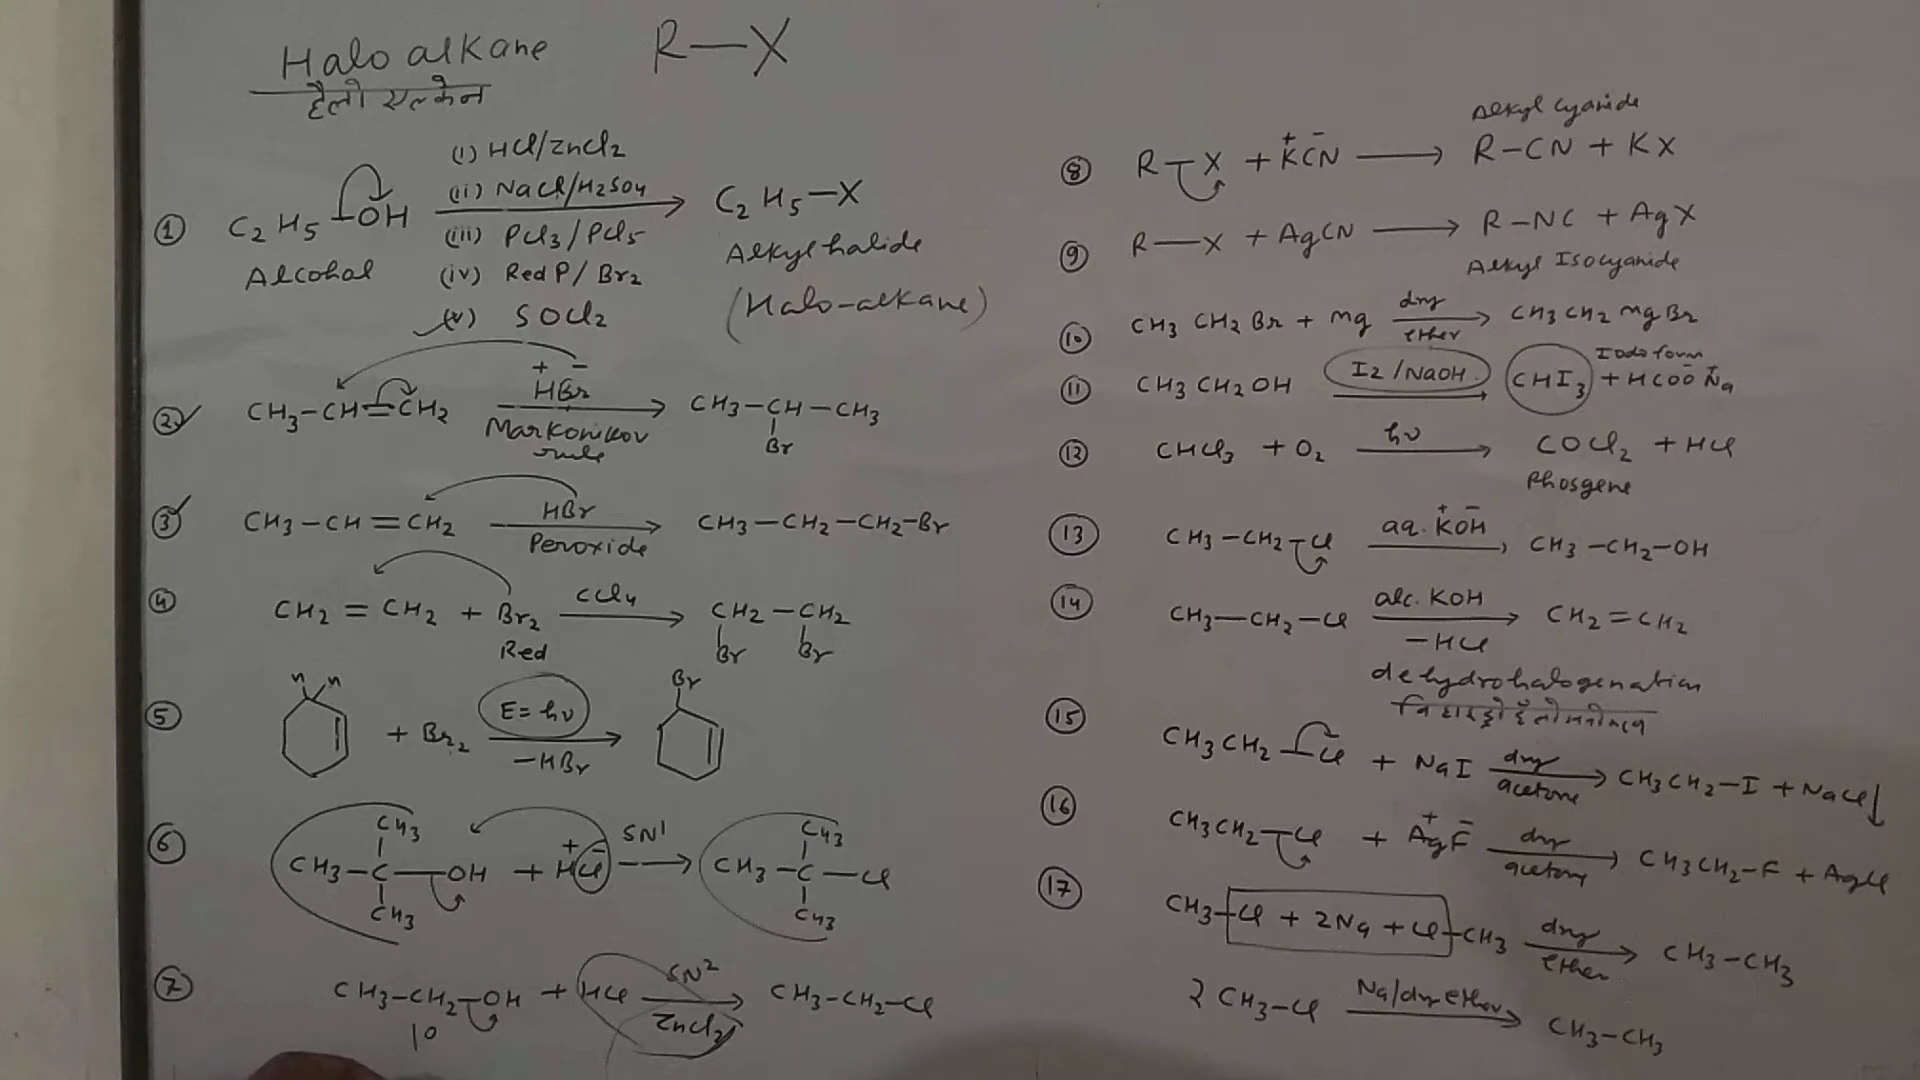 Haloalkane R—X
हैलो एल्केन
① C2H5—OH (i) HCl/ZnCl2 C2H5—X
(ii) NaCl/H2SO4
(iii) PCl3/PCl5
(iv) Red P/Br2
(v) SOCl2
Alcohal Alkyl halide
(Halo-alkane)
② CH3—CH=CH2 + − HBr CH3—CH—CH3
Markonikov Br
rule
③ CH3—CH=CH2 HBr CH3—CH2—CH2—Br
Peroxide
④ CH2=CH2 + Br2 CCl4 CH2—CH2
Red Br Br
⑤ H H + Br2 E=hν Br
−HBr
⑥ CH3 CH3
CH3—C—OH + + − HCl SN1 CH3—C—Cl
CH3 CH3
⑦ CH3—CH2—OH + HCl SN2 CH3—CH2—Cl
1° ZnCl2
Alkyl cyanide
⑧ R—X + + − KCN → R—CN + KX
⑨ R—X + AgCN → R—NC + AgX
Alkyl Isocyanide
⑩ CH3CH2Br + mg dry → CH3CH2mgBr
ether
Iodoform
⑪ CH3CH2OH I2/NaOH CHI3 + HCOO− +Na
⑫ CHCl3 + O2 hν → COCl2 + HCl
Phosgene
⑬ CH3—CH2—Cl aq. + − KOH CH3—CH2—OH
⑭ CH3—CH2—Cl alc. KOH → CH2=CH2
−HCl
dehydrohalogenation
⑮ CH3CH2—Cl + NaI dry → CH3CH2—I + NaCl↓
acetone
⑯ CH3CH2—Cl + + − AgF dry → CH3CH2—F + AgCl
acetone
⑰ CH3—Cl + 2Na + Cl—CH3 dry → CH3—CH3
ether
2 CH3—Cl Na/dry ether → CH3—CH3